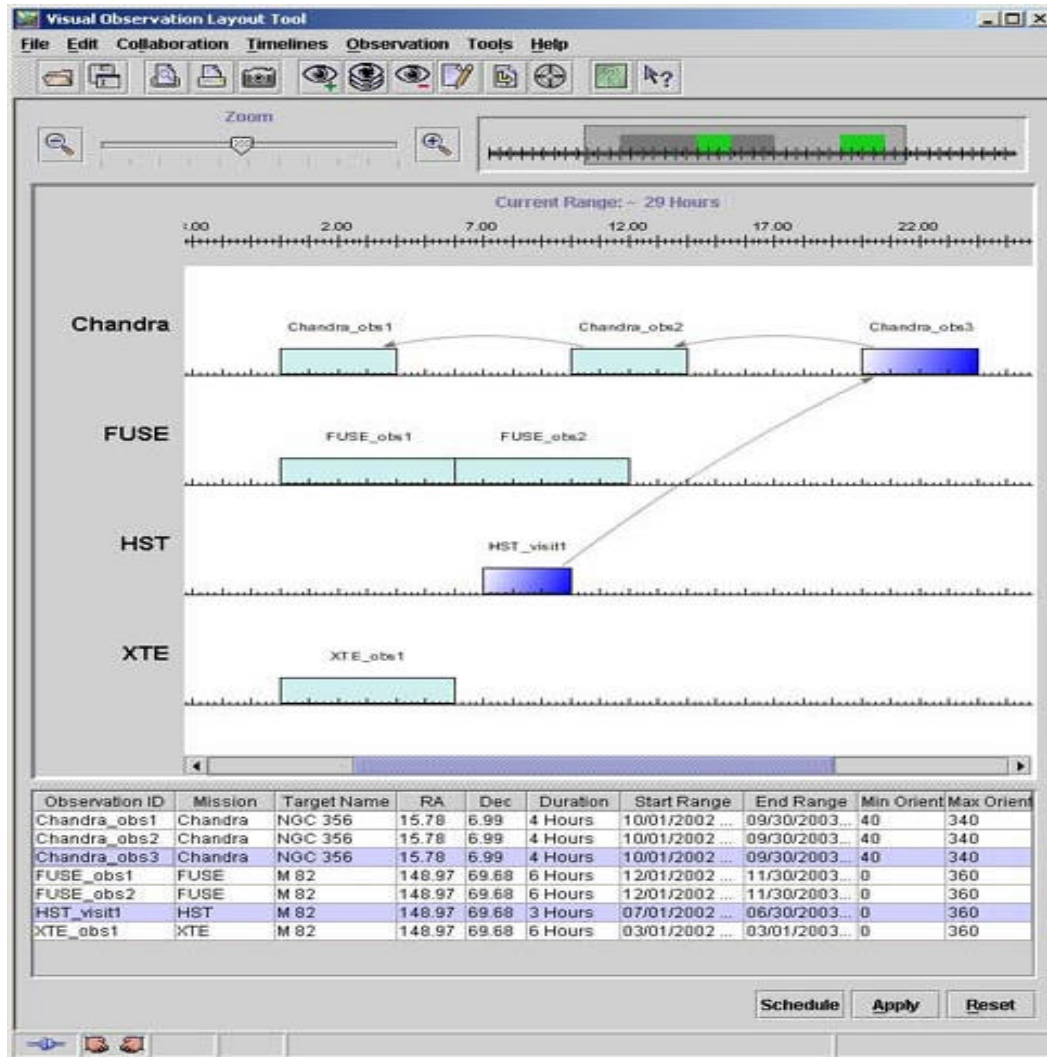 Visual Observation Layout Tool
File Edit Collaboration Timelines Observation Tools Help
Zoom
Current Range: ~ 29 Hours
:00 2.00 7.00 12.00 17.00 22.00
Chandra
Chandra_obs1 Chandra_obs2 Chandra_obs3
FUSE
FUSE_obs1 FUSE_obs2
HST
HST_visit1
XTE
XTE_obs1
Observation ID Mission Target Name RA Dec Duration Start Range End Range Min Orient Max Orient
Chandra_obs1 Chandra NGC 356 15.78 6.99 4 Hours 10/01/2002 ... 09/30/2003... 40 340
Chandra_obs2 Chandra NGC 356 15.78 6.99 4 Hours 10/01/2002 ... 09/30/2003... 40 340
Chandra_obs3 Chandra NGC 356 15.78 6.99 4 Hours 10/01/2002 ... 09/30/2003... 40 340
FUSE_obs1 FUSE M 82 148.97 69.68 6 Hours 12/01/2002 ... 11/30/2003... 0 360
FUSE_obs2 FUSE M 82 148.97 69.68 6 Hours 12/01/2002 ... 11/30/2003... 0 360
HST_visit1 HST M 82 148.97 69.68 3 Hours 07/01/2002 ... 06/30/2003... 0 360
XTE_obs1 XTE M 82 148.97 69.68 6 Hours 03/01/2002 ... 03/01/2003... 0 360
Schedule Apply Reset